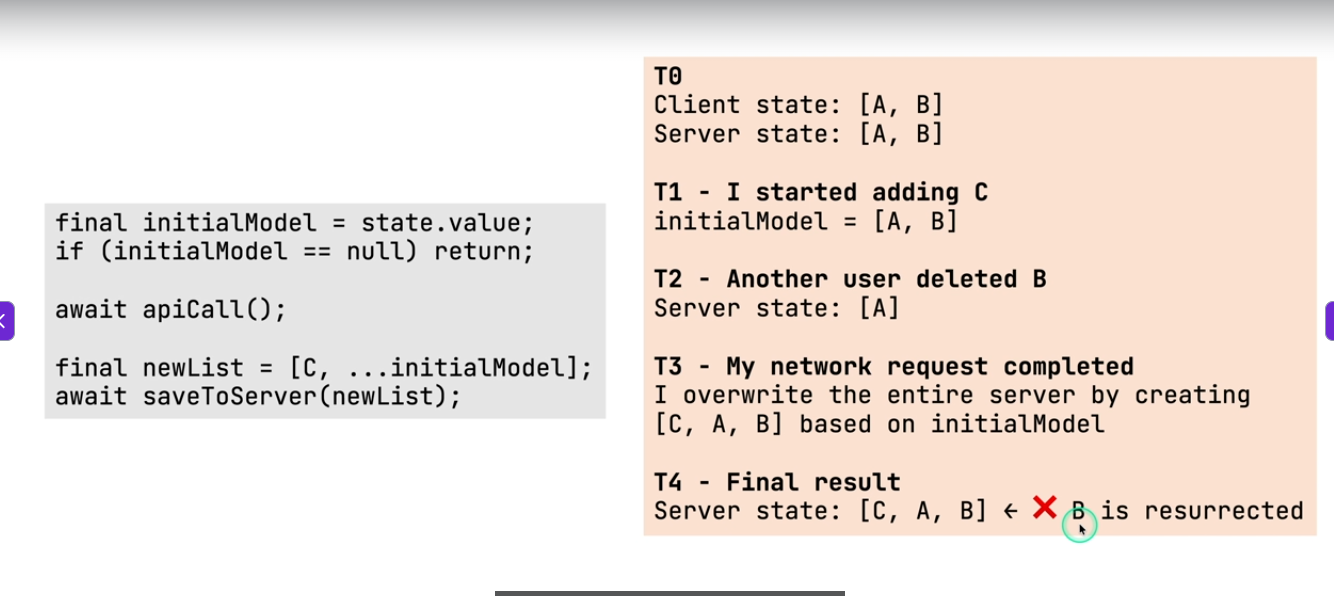 final initialModel = state.value;
if (initialModel == null) return;
await apiCall();
final newList = [C, ...initialModel];
await saveToServer(newList);
T0
Client state: [A, B]
Server state: [A, B]
T1 - I started adding C
initialModel = [A, B]
T2 - Another user deleted B
Server state: [A]
T3 - My network request completed
I overwrite the entire server by creating
[C, A, B] based on initialModel
T4 - Final result
Server state: [C, A, B] ← ❌ B is resurrected